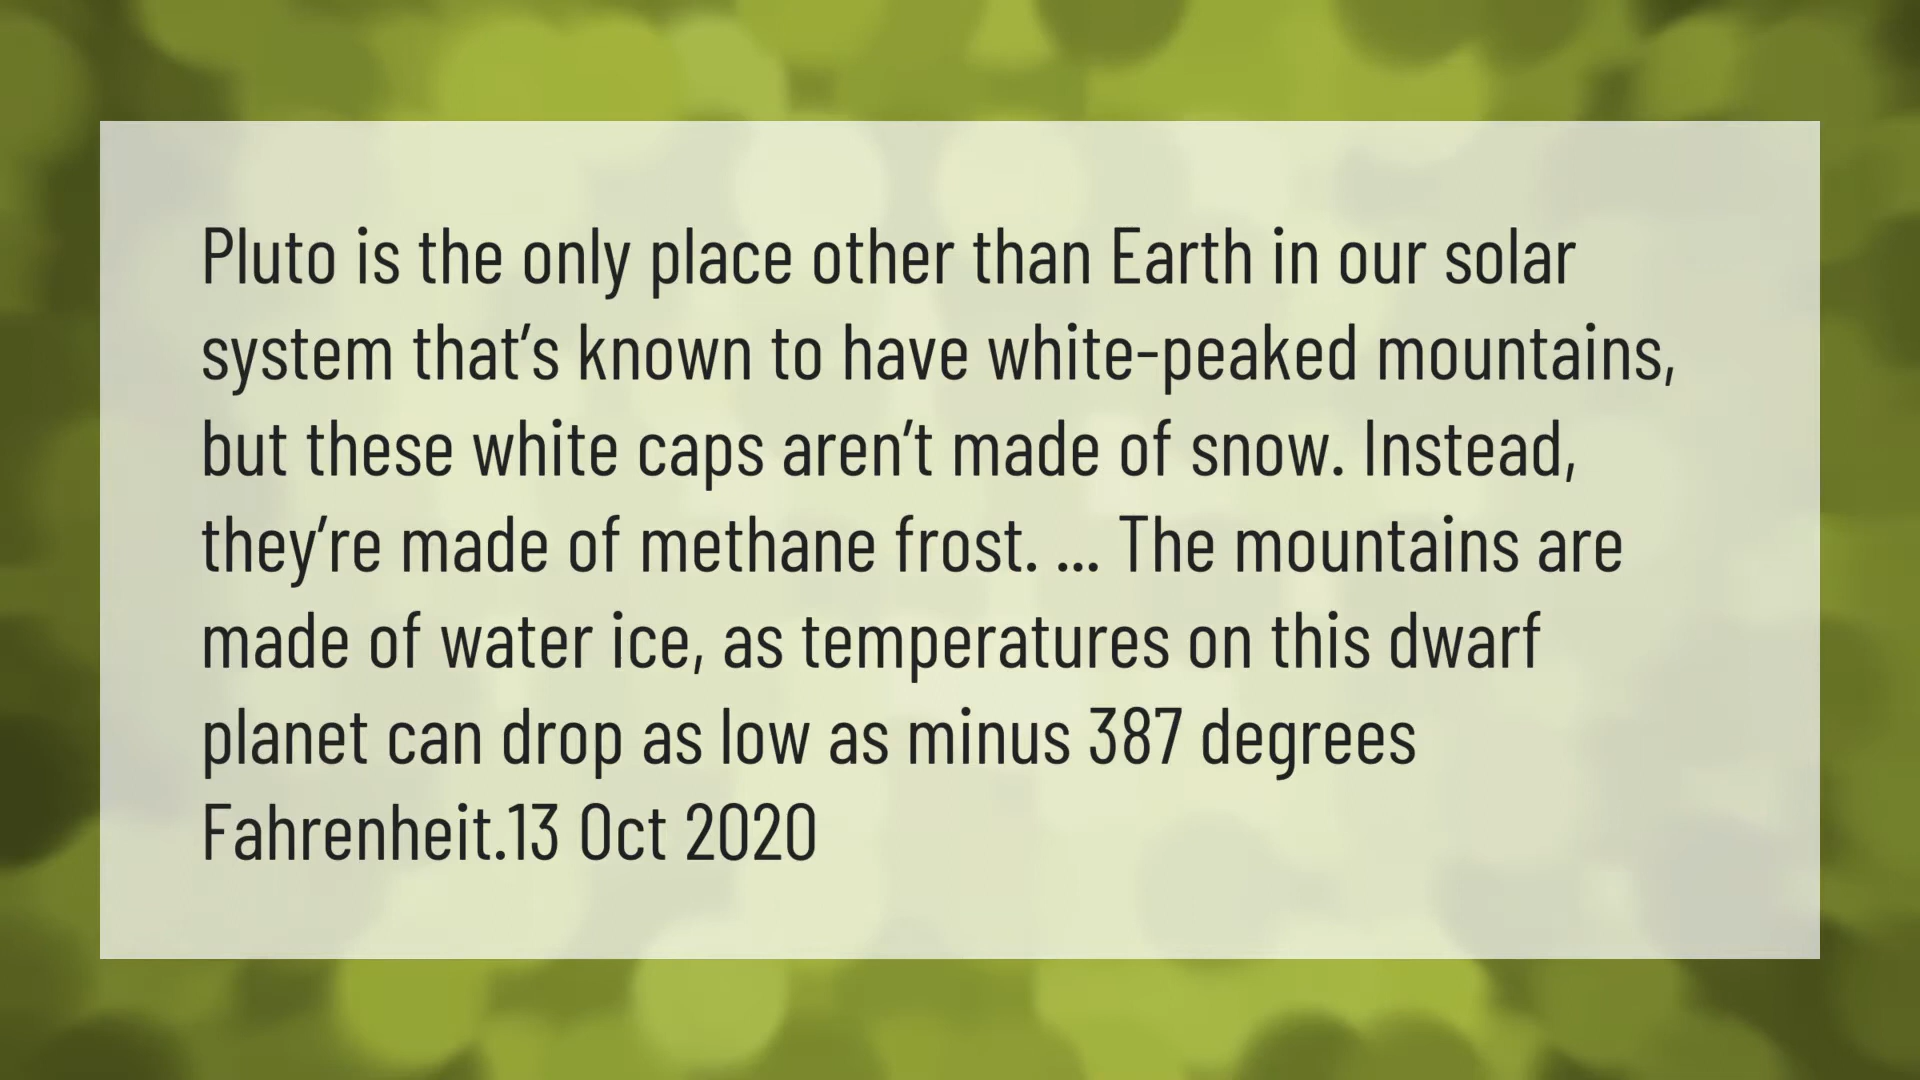 Pluto is the only place other than Earth in our solar
system that’s known to have white-peaked mountains,
but these white caps aren’t made of snow. Instead,
they’re made of methane frost. ... The mountains are
made of water ice, as temperatures on this dwarf
planet can drop as low as minus 387 degrees
Fahrenheit.13 Oct 2020